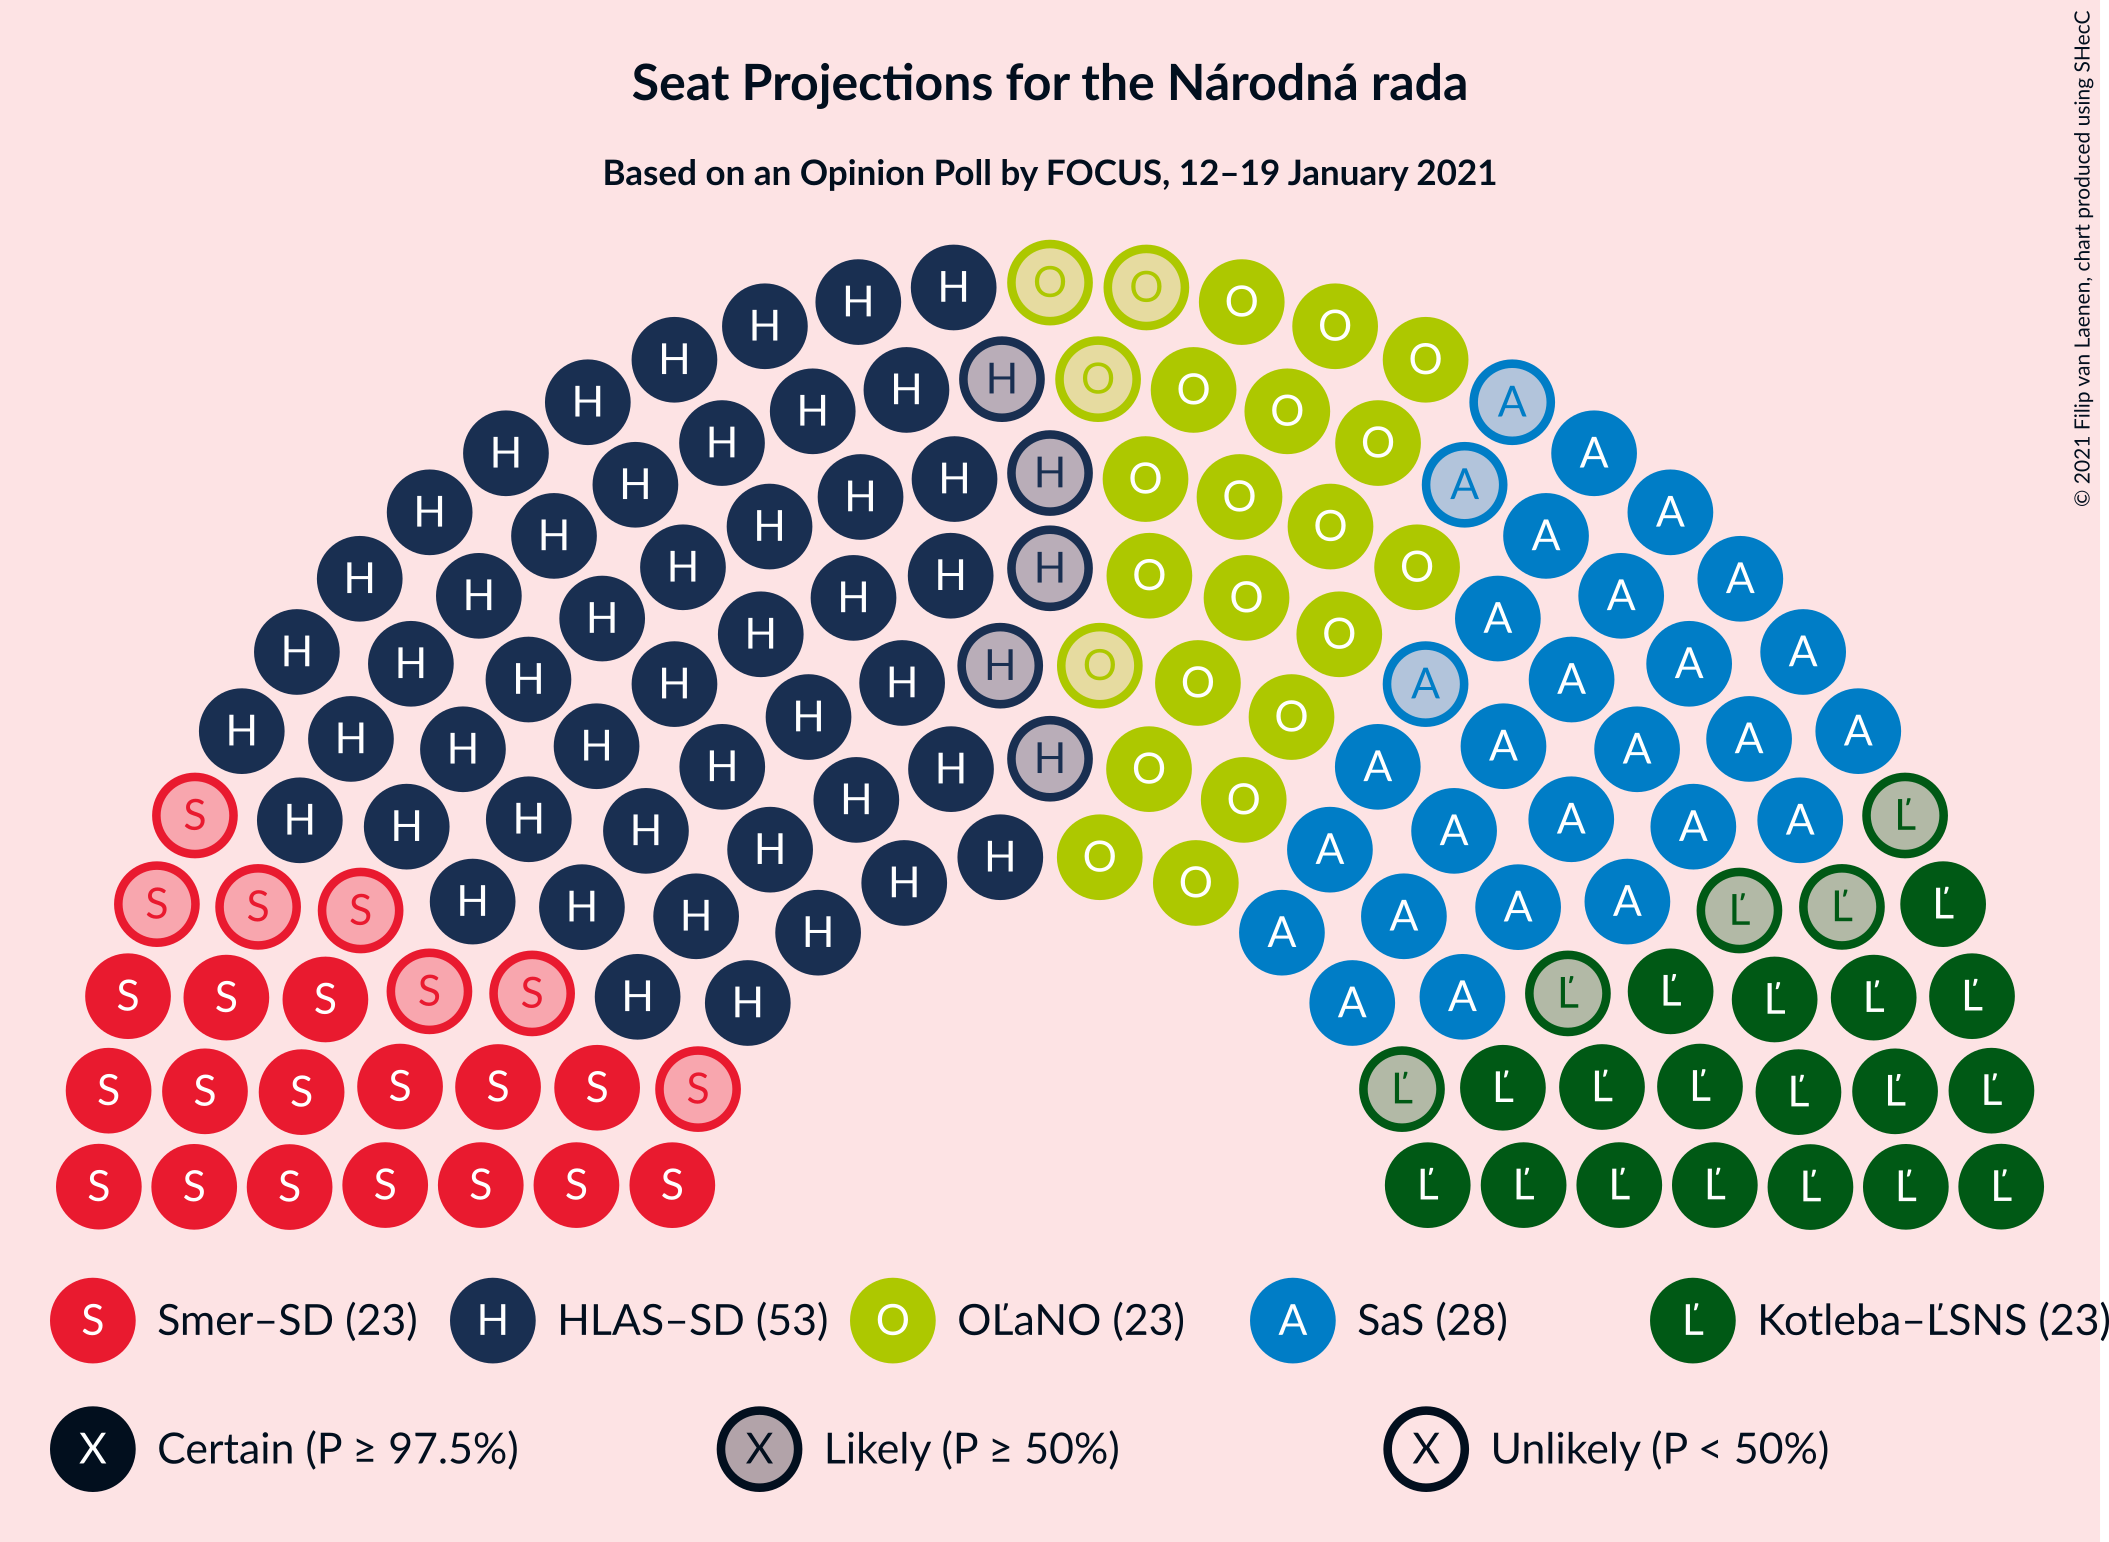 Seat Projections for the Národná rada
Based on an Opinion Poll by FOCUS, 12–19 January 2021
© 2021 Filip van Laenen, chart produced using SHecC
H H O O O O O
H H H O O O O A
H H H H H O O O A A
H H H H O O O O A A
H H H H H O O O A A
H H H H H O O O A A
H H H H H H O O A A A A
H H H H H H H O O A A A A A
S H H H H H H H O O A A A A A Ľ
S S S H H H H H H O A A A A Ľ Ľ Ľ
S S S S S H H A A Ľ Ľ Ľ Ľ Ľ
S S S S S S S Ľ Ľ Ľ Ľ Ľ Ľ Ľ
S S S S S S S Ľ Ľ Ľ Ľ Ľ Ľ Ľ
S Smer–SD (23) H HLAS–SD (53) O OĽaNO (23) A SaS (28) Ľ Kotleba–ĽSNS (23)
X Certain (P ≥ 97.5%) X Likely (P ≥ 50%) X Unlikely (P < 50%)